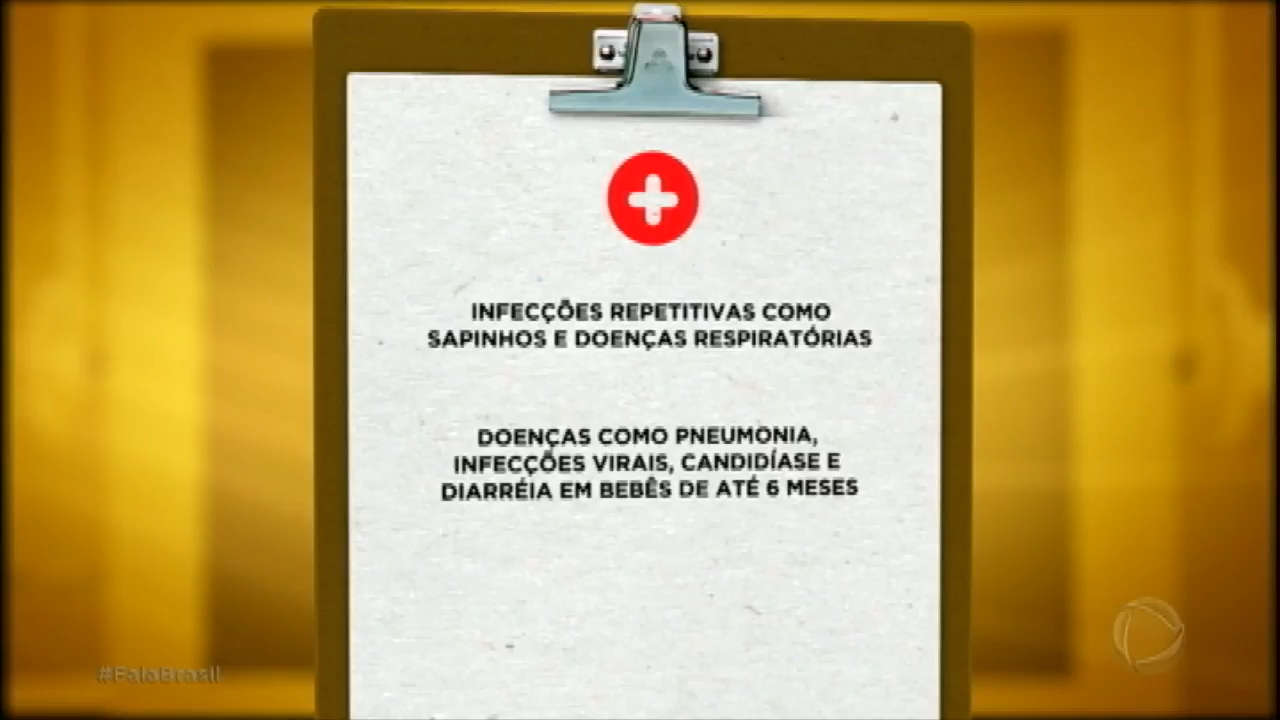 INFECÇÕES REPETITIVAS COMO
SAPINHOS E DOENÇAS RESPIRATÓRIAS
DOENÇAS COMO PNEUMONIA,
INFECÇÕES VIRAIS, CANDIDÍASE E
DIARRÉIA EM BEBÊS DE ATÉ 6 MESES
#FalaBrasil